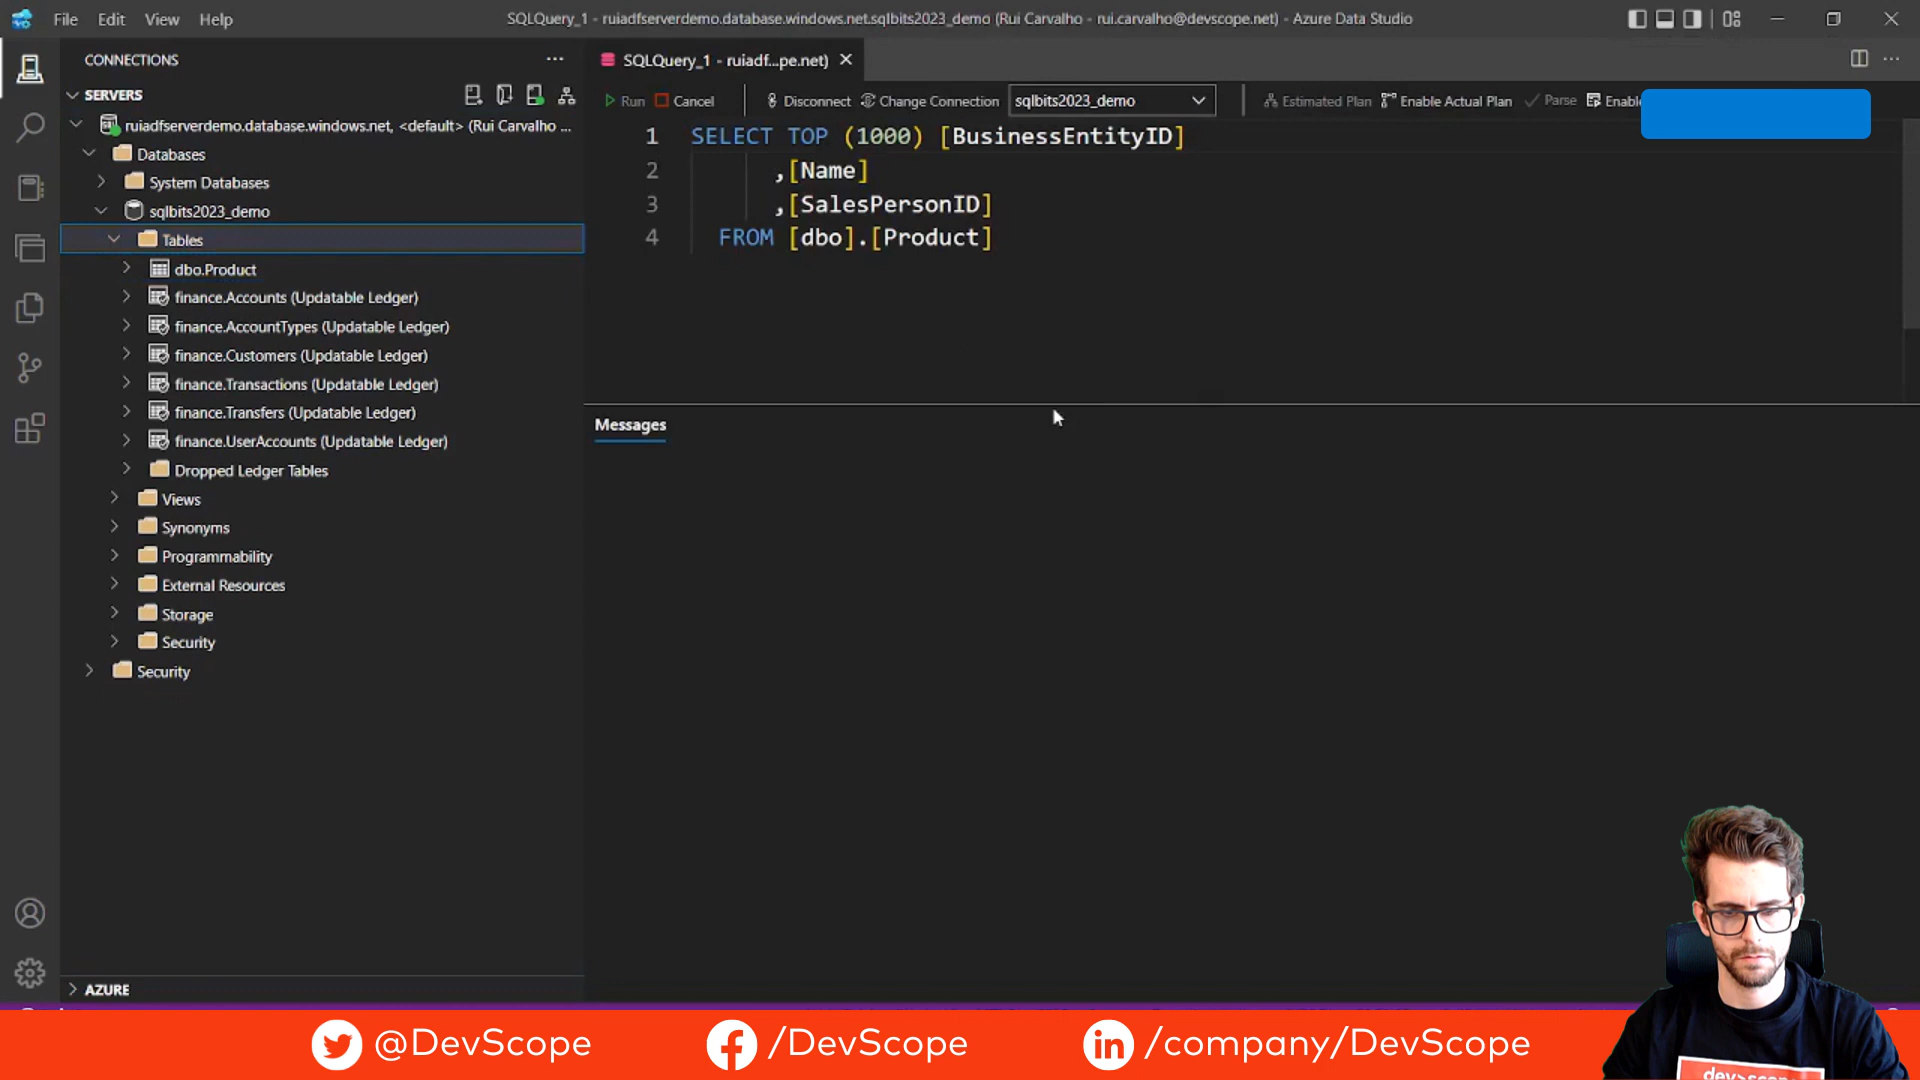 File Edit View Help
SQLQuery_1 - ruiadfserverdemo.database.windows.net.sqlbits2023_demo (Rui Carvalho - rui.carvalho@devscope.net) - Azure Data Studio
CONNECTIONS
SQLQuery_1 - ruiadf...pe.net)
SERVERS
Run Cancel Disconnect Change Connection sqlbits2023_demo Estimated Plan Enable Actual Plan Parse Enabl
ruiadfserverdemo.database.windows.net, <default> (Rui Carvalho ...
Databases
System Databases
sqlbits2023_demo
Tables
dbo.Product
finance.Accounts (Updatable Ledger)
finance.AccountTypes (Updatable Ledger)
finance.Customers (Updatable Ledger)
finance.Transactions (Updatable Ledger)
finance.Transfers (Updatable Ledger)
finance.UserAccounts (Updatable Ledger)
Dropped Ledger Tables
Views
Synonyms
Programmability
External Resources
Storage
Security
Security
AZURE
1 SELECT TOP (1000) [BusinessEntityID]
2 ,[Name]
3 ,[SalesPersonID]
4 FROM [dbo].[Product]
Messages
@DevScope /DevScope /company/DevScope